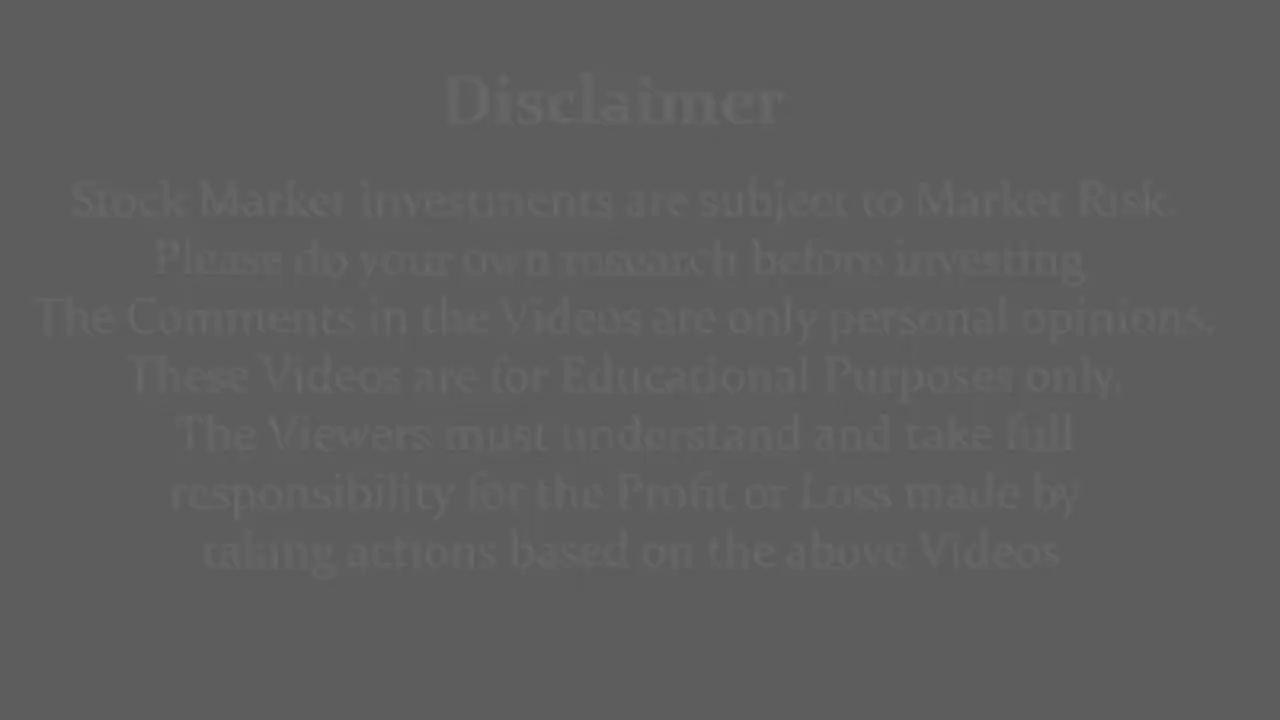 Disclaimer
Stock Market investments are subject to Market Risk.
Please do your own research before investing
The Comments in the Videos are only personal opinions.
These Videos are for Educational Purposes only.
The Viewers must understand and take full
responsibility for the Profit or Loss made by
taking actions based on the above Videos